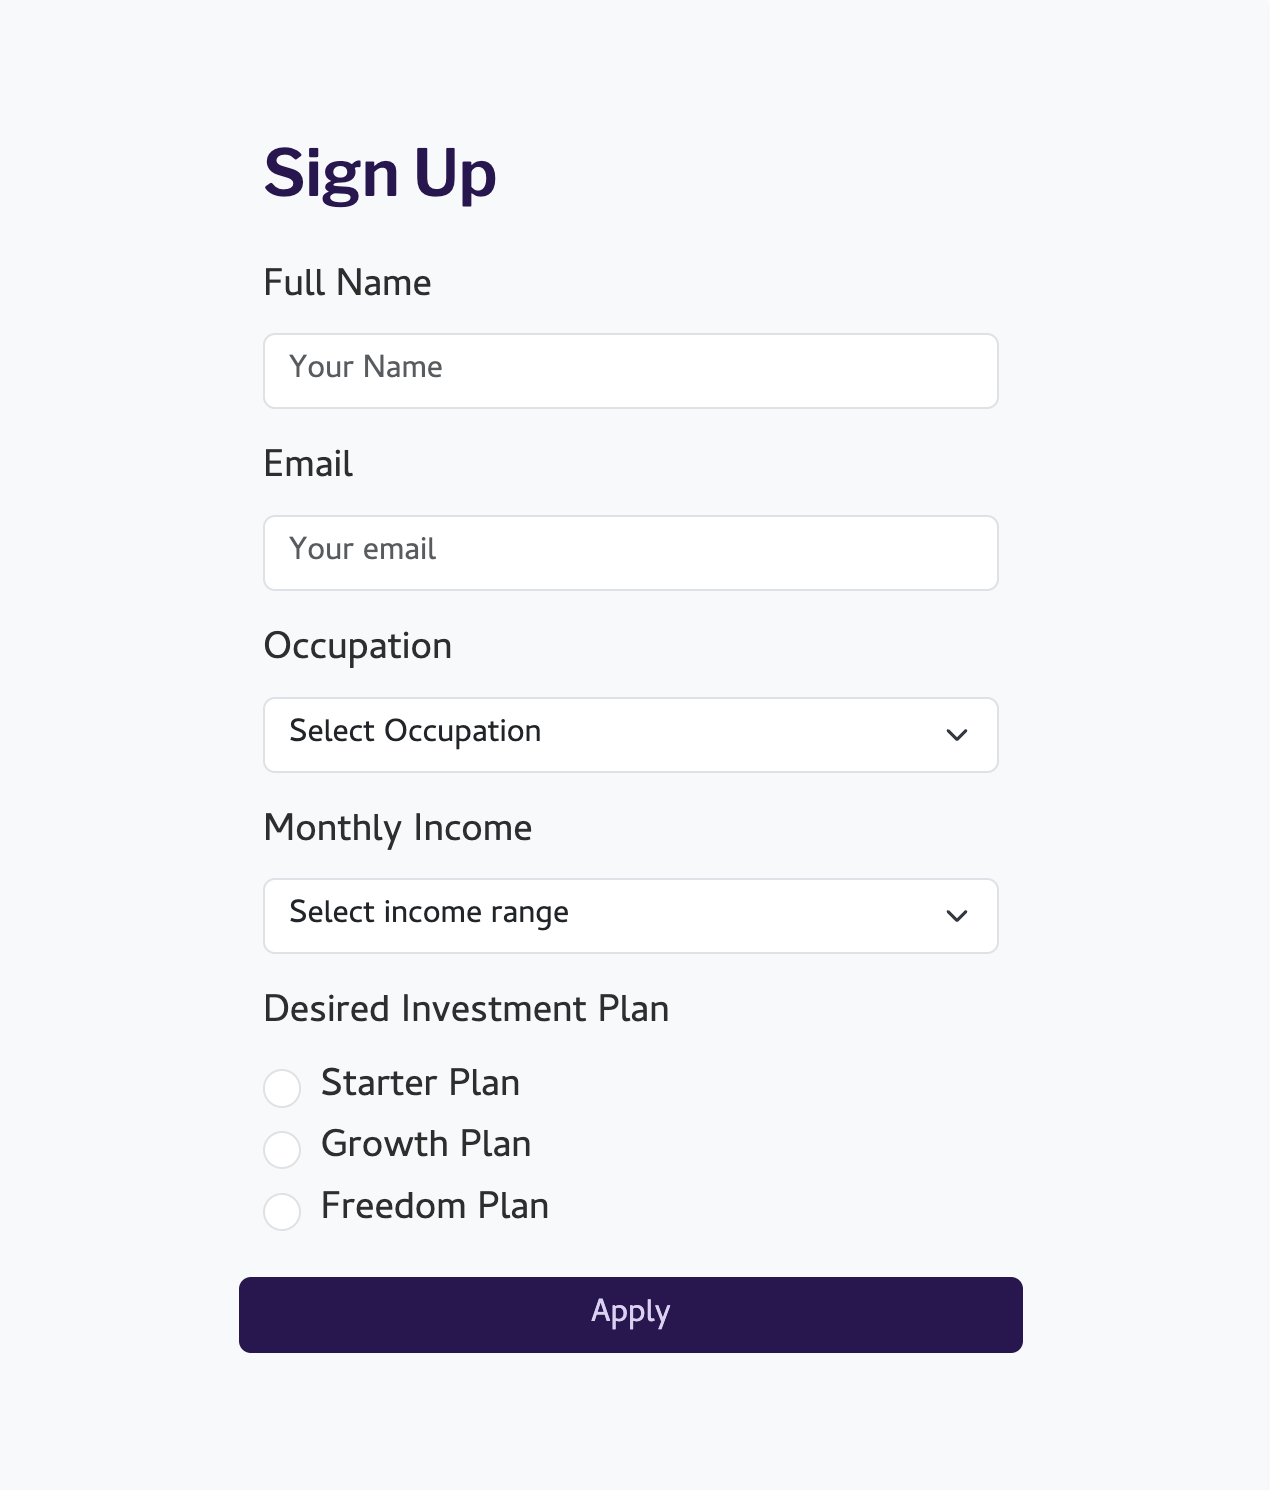 Sign Up
Full Name
Your Name
Email
Your email
Occupation
Select Occupation
Monthly Income
Select income range
Desired Investment Plan
Starter Plan
Growth Plan
Freedom Plan
Apply